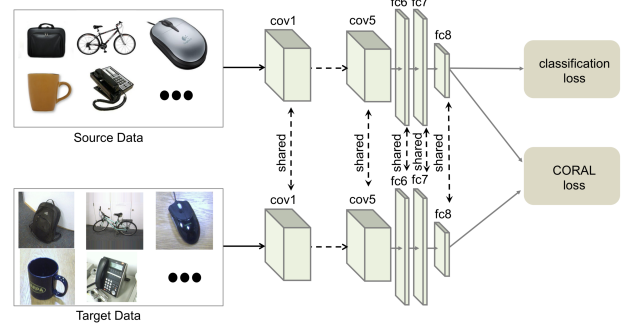 fc6 fc7
cov1
cov5
fc8
classification
loss
Source Data
shared
shared
shared
shared
shared
CORAL
loss
fc6 fc7
cov1
cov5
fc8
Target Data